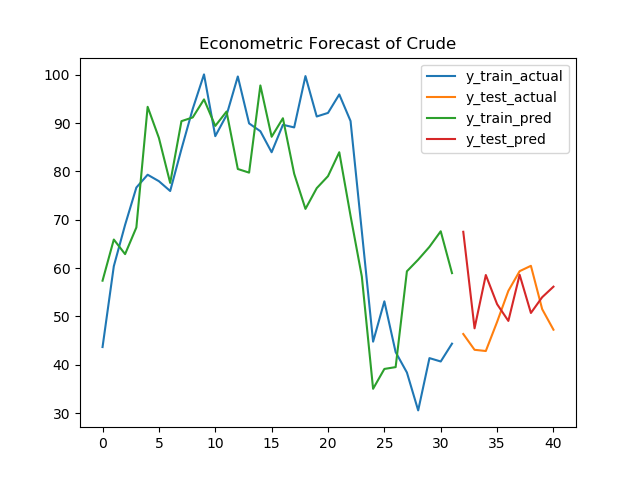 Econometric Forecast of Crude
y_train_actual
y_test_actual
y_train_pred
y_test_pred
100
90
80
70
60
50
40
30
0 5 10 15 20 25 30 35 40